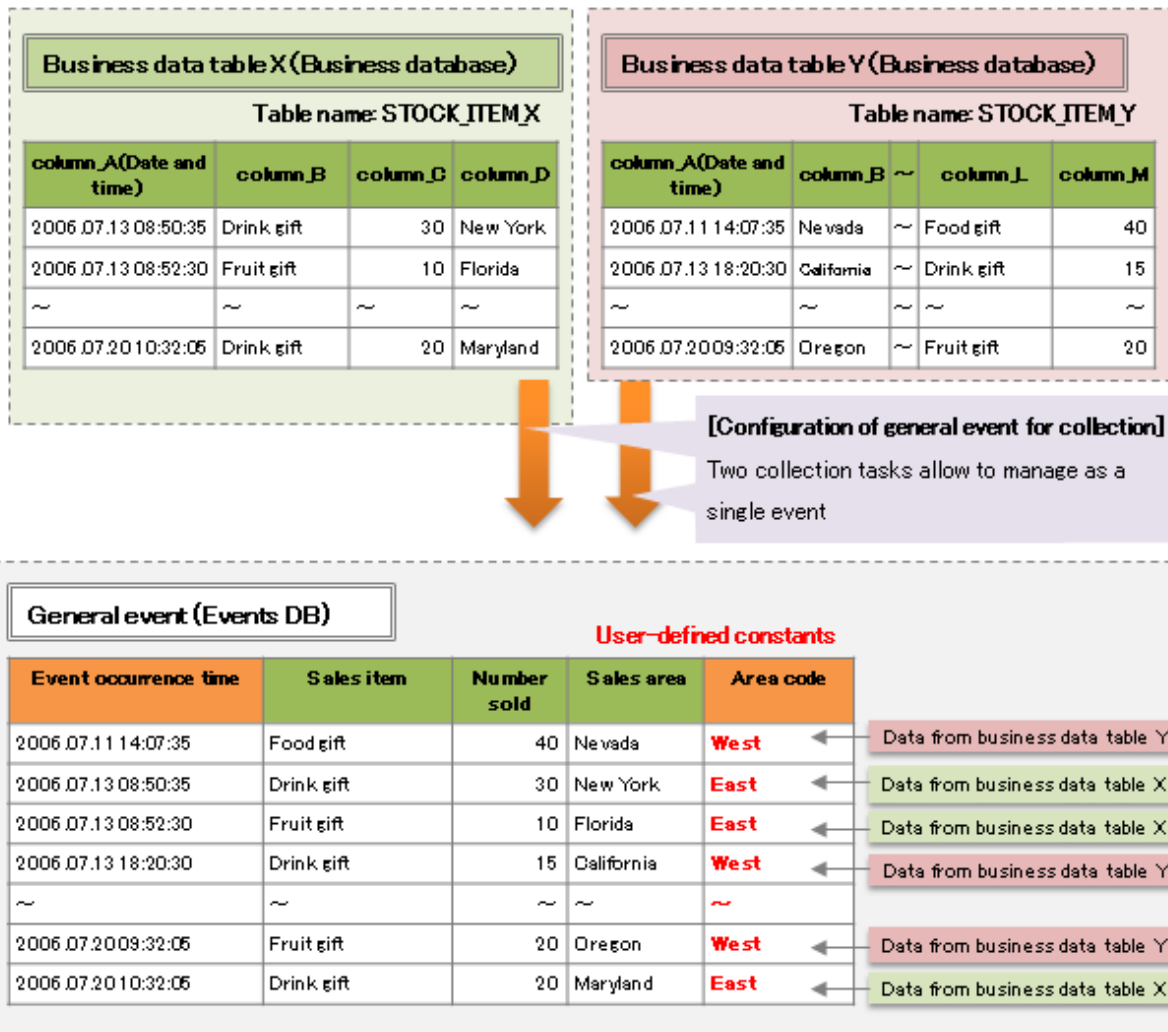 Business data table X (Business database)
Table name: STOCK_ITEM_X
column_A(Date and time) column_B column_C column_D
2006.07.13 08:50:35 Drink gift 30 New York
2006.07.13 08:52:30 Fruit gift 10 Florida
~ ~ ~ ~
2006.07.20 10:32:05 Drink gift 20 Maryland
Business data table Y (Business database)
Table name: STOCK_ITEM_Y
column_A(Date and time) column_B ~ column_L column_M
2006.07.11 14:07:35 Nevada ~ Food gift 40
2006.07.13 18:20:30 California ~ Drink gift 15
~ ~ ~ ~ ~
2006.07.20 09:32:05 Oregon ~ Fruit gift 20
[Configuration of general event for collection]
Two collection tasks allow to manage as a
single event
General event (Events DB)
User-defined constants
Event occurrence time Sales item Number sold Sales area Area code
2006.07.11 14:07:35 Food gift 40 Nevada West Data from business data table Y
2006.07.13 08:50:35 Drink gift 30 New York East Data from business data table X
2006.07.13 08:52:30 Fruit gift 10 Florida East Data from business data table X
2006.07.13 18:20:30 Drink gift 15 California West Data from business data table Y
~ ~ ~ ~ ~
2006.07.20 09:32:05 Fruit gift 20 Oregon West Data from business data table Y
2006.07.20 10:32:05 Drink gift 20 Maryland East Data from business data table X